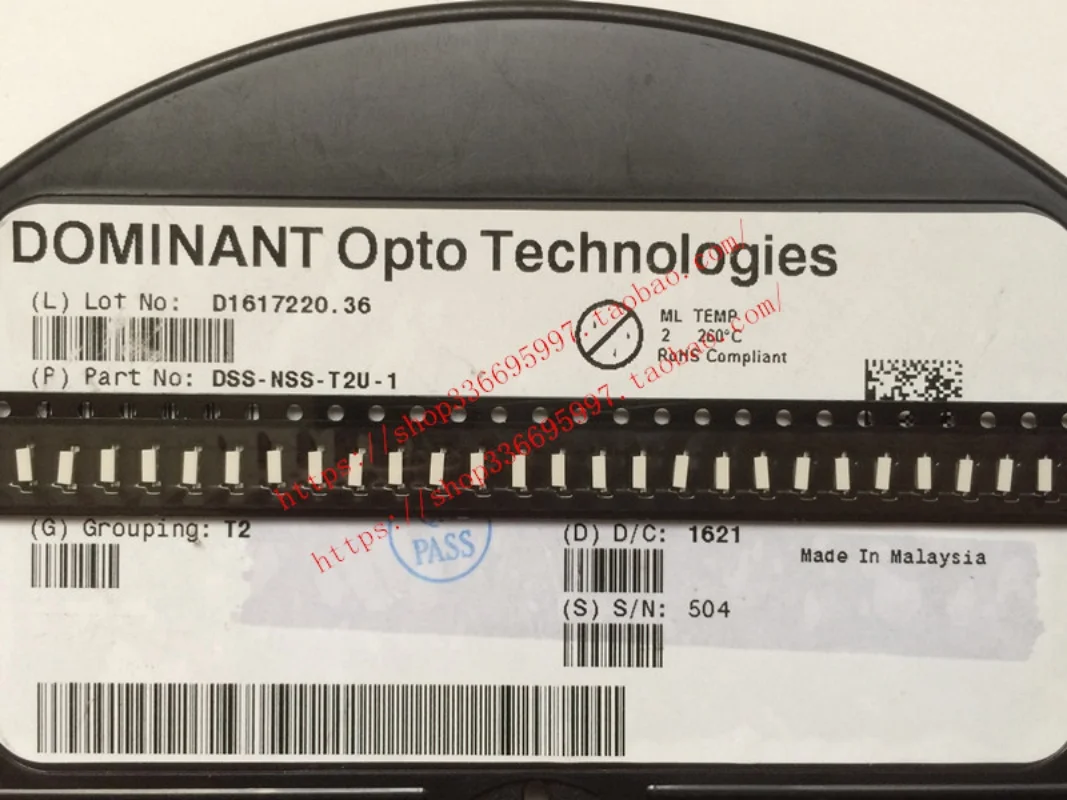 DOMINANT Opto Technologies
(L) Lot No: D1617220.36
ML TEMP
2 260°C
RoHS Compliant
(P) Part No: DSS-NSS-T2U-1
https://shop336695997.taobao.com/
https://shop336695997.taobao.com/
(G) Grouping: T2
PASS
(D) D/C: 1621
Made In Malaysia
(S) S/N: 504